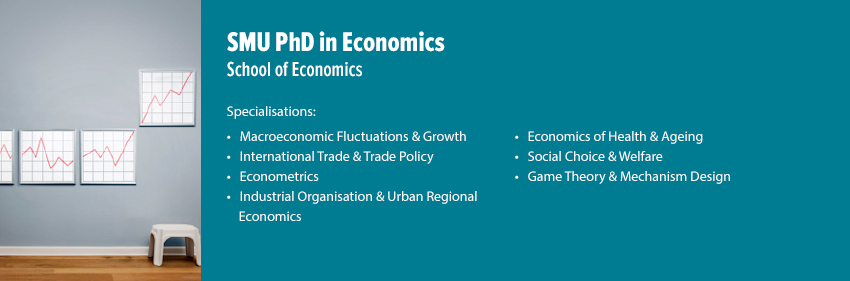 SMU PhD in Economics
School of Economics
Specialisations:
• Macroeconomic Fluctuations & Growth
• International Trade & Trade Policy
• Econometrics
• Industrial Organisation & Urban Regional
Economics
• Economics of Health & Ageing
• Social Choice & Welfare
• Game Theory & Mechanism Design